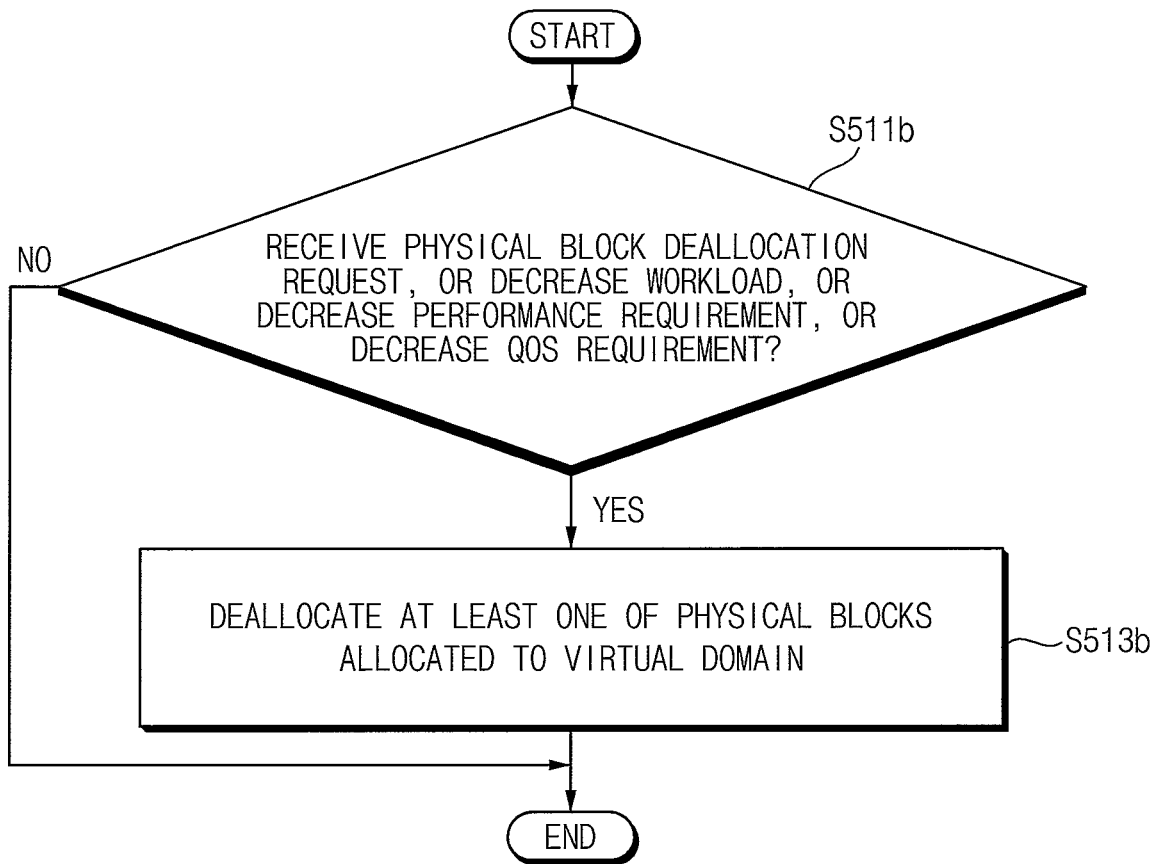 START
S511b
RECEIVE PHYSICAL BLOCK DEALLOCATION
REQUEST, OR DECREASE WORKLOAD, OR
DECREASE PERFORMANCE REQUIREMENT, OR
DECREASE QOS REQUIREMENT?
NO
YES
DEALLOCATE AT LEAST ONE OF PHYSICAL BLOCKS
ALLOCATED TO VIRTUAL DOMAIN
S513b
END